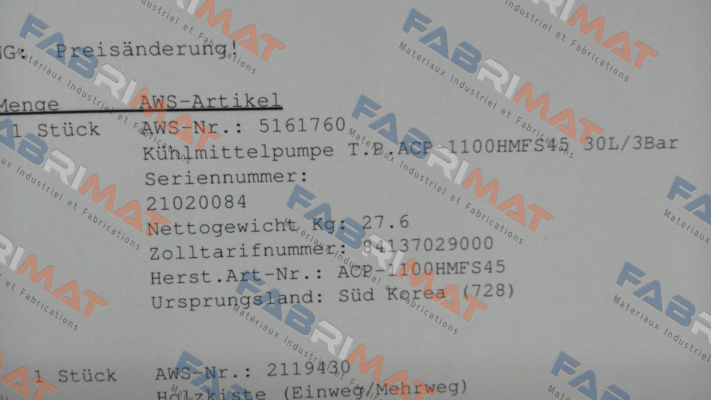 Preisänderung!
Menge AWS-Artikel
1 Stück AWS-Nr.: 5161760
Kühlmittelpumpe T.P.ACP-1100HMFS45 30L/3Bar
Seriennummer:
21020084
Nettogewicht Kg: 27.6
Zolltarifnummer: 84137029000
Herst.Art-Nr.: ACP-1100HMFS45
Ursprungsland: Süd Korea (728)
1 Stück AWS-Nr.: 2119430
Holzkiste (Einweg/Mehrweg)
FABRIMAT
Materiaux Industriel et Fabrications